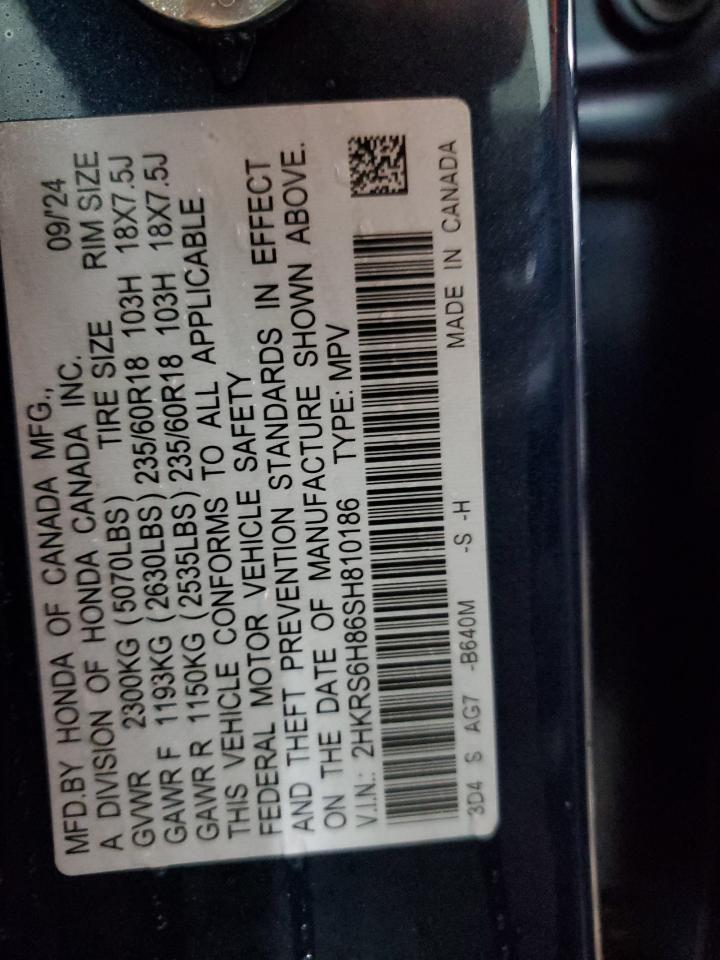 MFD.BY HONDA OF CANADA MFG., 09/'24
A DIVISION OF HONDA CANADA INC.
TIRE SIZE RIM SIZE
GVWR 2300KG (5070LBS)
GAWR F 1193KG (2630LBS) 235/60R18 103H 18X7.5J
GAWR R 1150KG (2535LBS) 235/60R18 103H 18X7.5J
THIS VEHICLE CONFORMS TO ALL APPLICABLE
FEDERAL MOTOR VEHICLE SAFETY
AND THEFT PREVENTION STANDARDS IN EFFECT
ON THE DATE OF MANUFACTURE SHOWN ABOVE.
V.I.N.: 2HKRS6H86SH810186 TYPE: MPV
3D4 S AG7 -B640M -S -H MADE IN CANADA